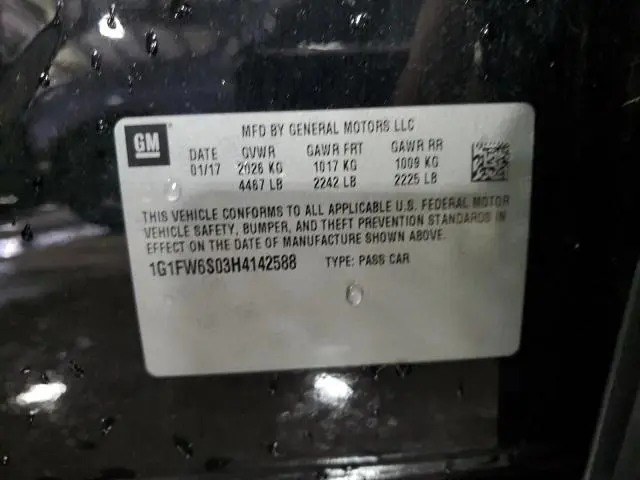 GM
MFD BY GENERAL MOTORS LLC
DATE GVWR GAWR FRT GAWR RR
01/17 2026 KG 1017 KG 1009 KG
4467 LB 2242 LB 2225 LB
THIS VEHICLE CONFORMS TO ALL APPLICABLE U.S. FEDERAL MOTOR
VEHICLE SAFETY, BUMPER, AND THEFT PREVENTION STANDARDS IN
EFFECT ON THE DATE OF MANUFACTURE SHOWN ABOVE.
1G1FW6S03H4142588 TYPE: PASS CAR